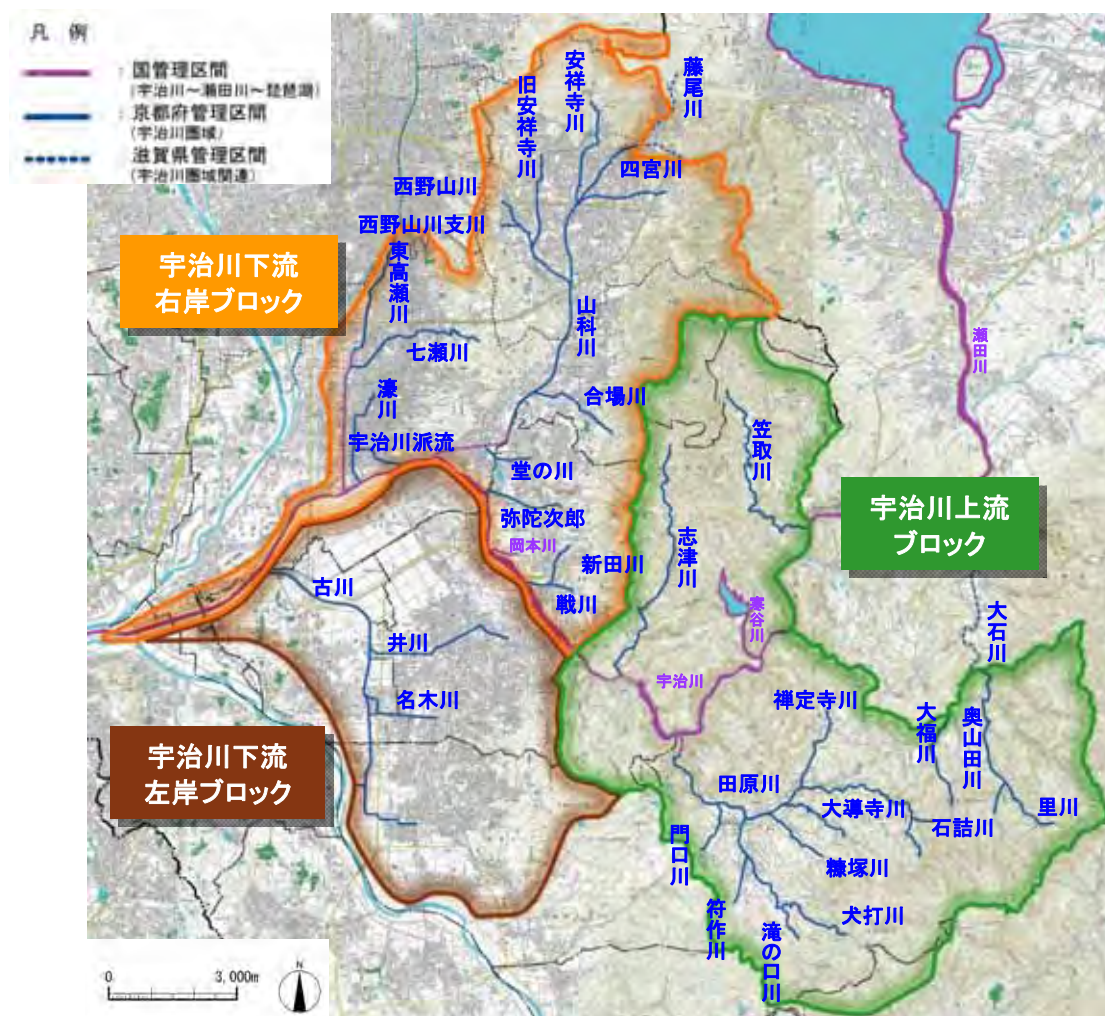 凡 例
: 国管理区間
(宇治川～瀬田川～琵琶湖)
: 京都府管理区間
(宇治川圏域)
: 滋賀県管理区間
(宇治川圏域関連)
藤尾川
安祥寺川
旧安祥寺川
四宮川
西野山川
西野山川支川
宇治川下流
右岸ブロック
東高瀬川
山科川
七瀬川
瀬田川
濠川
合場川
笠取川
宇治川派流
堂の川
宇治川上流
ブロック
弥陀次郎
岡本川
志津川
新田川
戦川
古川
寒谷川
大石川
井川
宇治川
禅定寺川
名木川
大福川
奥山田川
宇治川下流
左岸ブロック
田原川
大導寺川
石詰川
里川
門口川
糠塚川
符作川
犬打川
滝の口川
0
3,000m
N